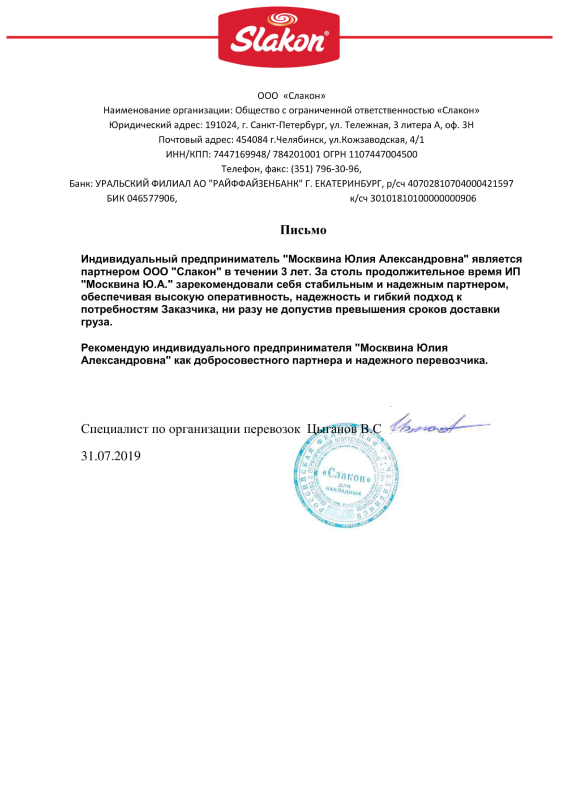 Slakon®
ООО «Слакон»
Наименование организации: Общество с ограниченной ответственностью «Слакон»
Юридический адрес: 191024, г. Санкт-Петербург, ул. Тележная, 3 литера А, оф. 3Н
Почтовый адрес: 454084 г.Челябинск, ул.Кожзаводская, 4/1
ИНН/КПП: 7447169948/ 784201001 ОГРН 1107447004500
Телефон, факс: (351) 796-30-96,
Банк: УРАЛЬСКИЙ ФИЛИАЛ АО "РАЙФФАЙЗЕНБАНК" Г. ЕКАТЕРИНБУРГ, р/сч 40702810704000421597
БИК 046577906, к/сч 30101810100000000906
Письмо
Индивидуальный предприниматель "Москвина Юлия Александровна" является
партнером ООО "Слакон" в течении 3 лет. За столь продолжительное время ИП
"Москвина Ю.А." зарекомендовали себя стабильным и надежным партнером,
обеспечивая высокую оперативность, надежность и гибкий подход к
потребностям Заказчика, ни разу не допустив превышения сроков доставки
груза.
Рекомендую индивидуального предпринимателя "Москвина Юлия
Александровна" как добросовестного партнера и надежного перевозчика.
Специалист по организации перевозок Цыганов В.С
31.07.2019
РОССИЙСКАЯ ФЕДЕРАЦИЯ
«Слакон»
для
накладных